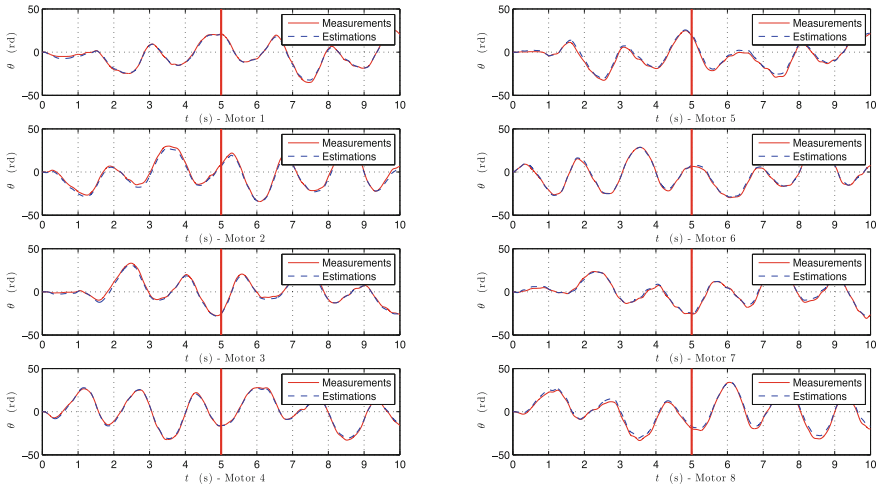 50
0
−50
θ (rd)
0 1 2 3 4 5 6 7 8 9 10
t (s) - Motor 1
Measurements
Estimations
50
0
−50
θ (rd)
0 1 2 3 4 5 6 7 8 9 10
t (s) - Motor 2
Measurements
Estimations
50
0
−50
θ (rd)
0 1 2 3 4 5 6 7 8 9 10
t (s) - Motor 3
Measurements
Estimations
50
0
−50
θ (rd)
0 1 2 3 4 5 6 7 8 9 10
t (s) - Motor 4
Measurements
Estimations
50
0
−50
θ (rd)
0 1 2 3 4 5 6 7 8 9 10
t (s) - Motor 5
Measurements
Estimations
50
0
−50
θ (rd)
0 1 2 3 4 5 6 7 8 9 10
t (s) - Motor 6
Measurements
Estimations
50
0
−50
θ (rd)
0 1 2 3 4 5 6 7 8 9 10
t (s) - Motor 7
Measurements
Estimations
50
0
−50
θ (rd)
0 1 2 3 4 5 6 7 8 9 10
t (s) - Motor 8
Measurements
Estimations